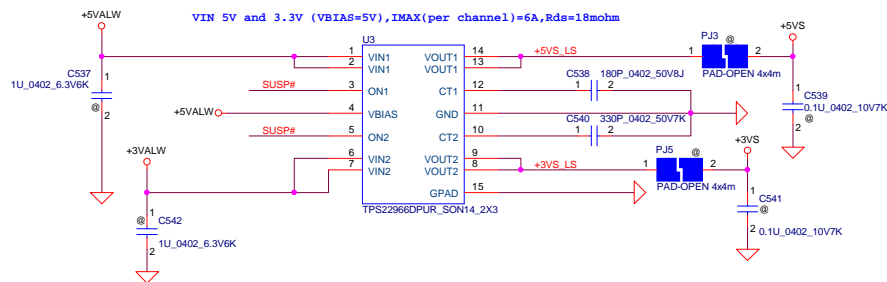 VIN 5V and 3.3V (VBIAS=5V),IMAX(per channel)=6A,Rds=18mohm
+5VALW
+5VS
U3
PJ3
@
1 VIN1 VOUT1 14 +5VS_LS 1 2
2 VIN1 VOUT1 13
PAD-OPEN 4x4m
C537
1U_0402_6.3V6K
1
@
2
SUSP# 3 ON1 CT1 12
C538 180P_0402_50V8J
1 2
+5VALW 4 VBIAS GND 11
C539
0.1U_0402_10V7K
1
@
2
SUSP# 5 ON2 CT2 10
C540 330P_0402_50V7K
1 2
+3VALW
+3VS
6 VIN2 VOUT2 9
7 VIN2 VOUT2 8 +3VS_LS
PJ5
@
1 2
PAD-OPEN 4x4m
GPAD 15
TPS22966DPUR_SON14_2X3
1
@
C542
2
1U_0402_6.3V6K
1
C541
@
2
0.1U_0402_10V7K